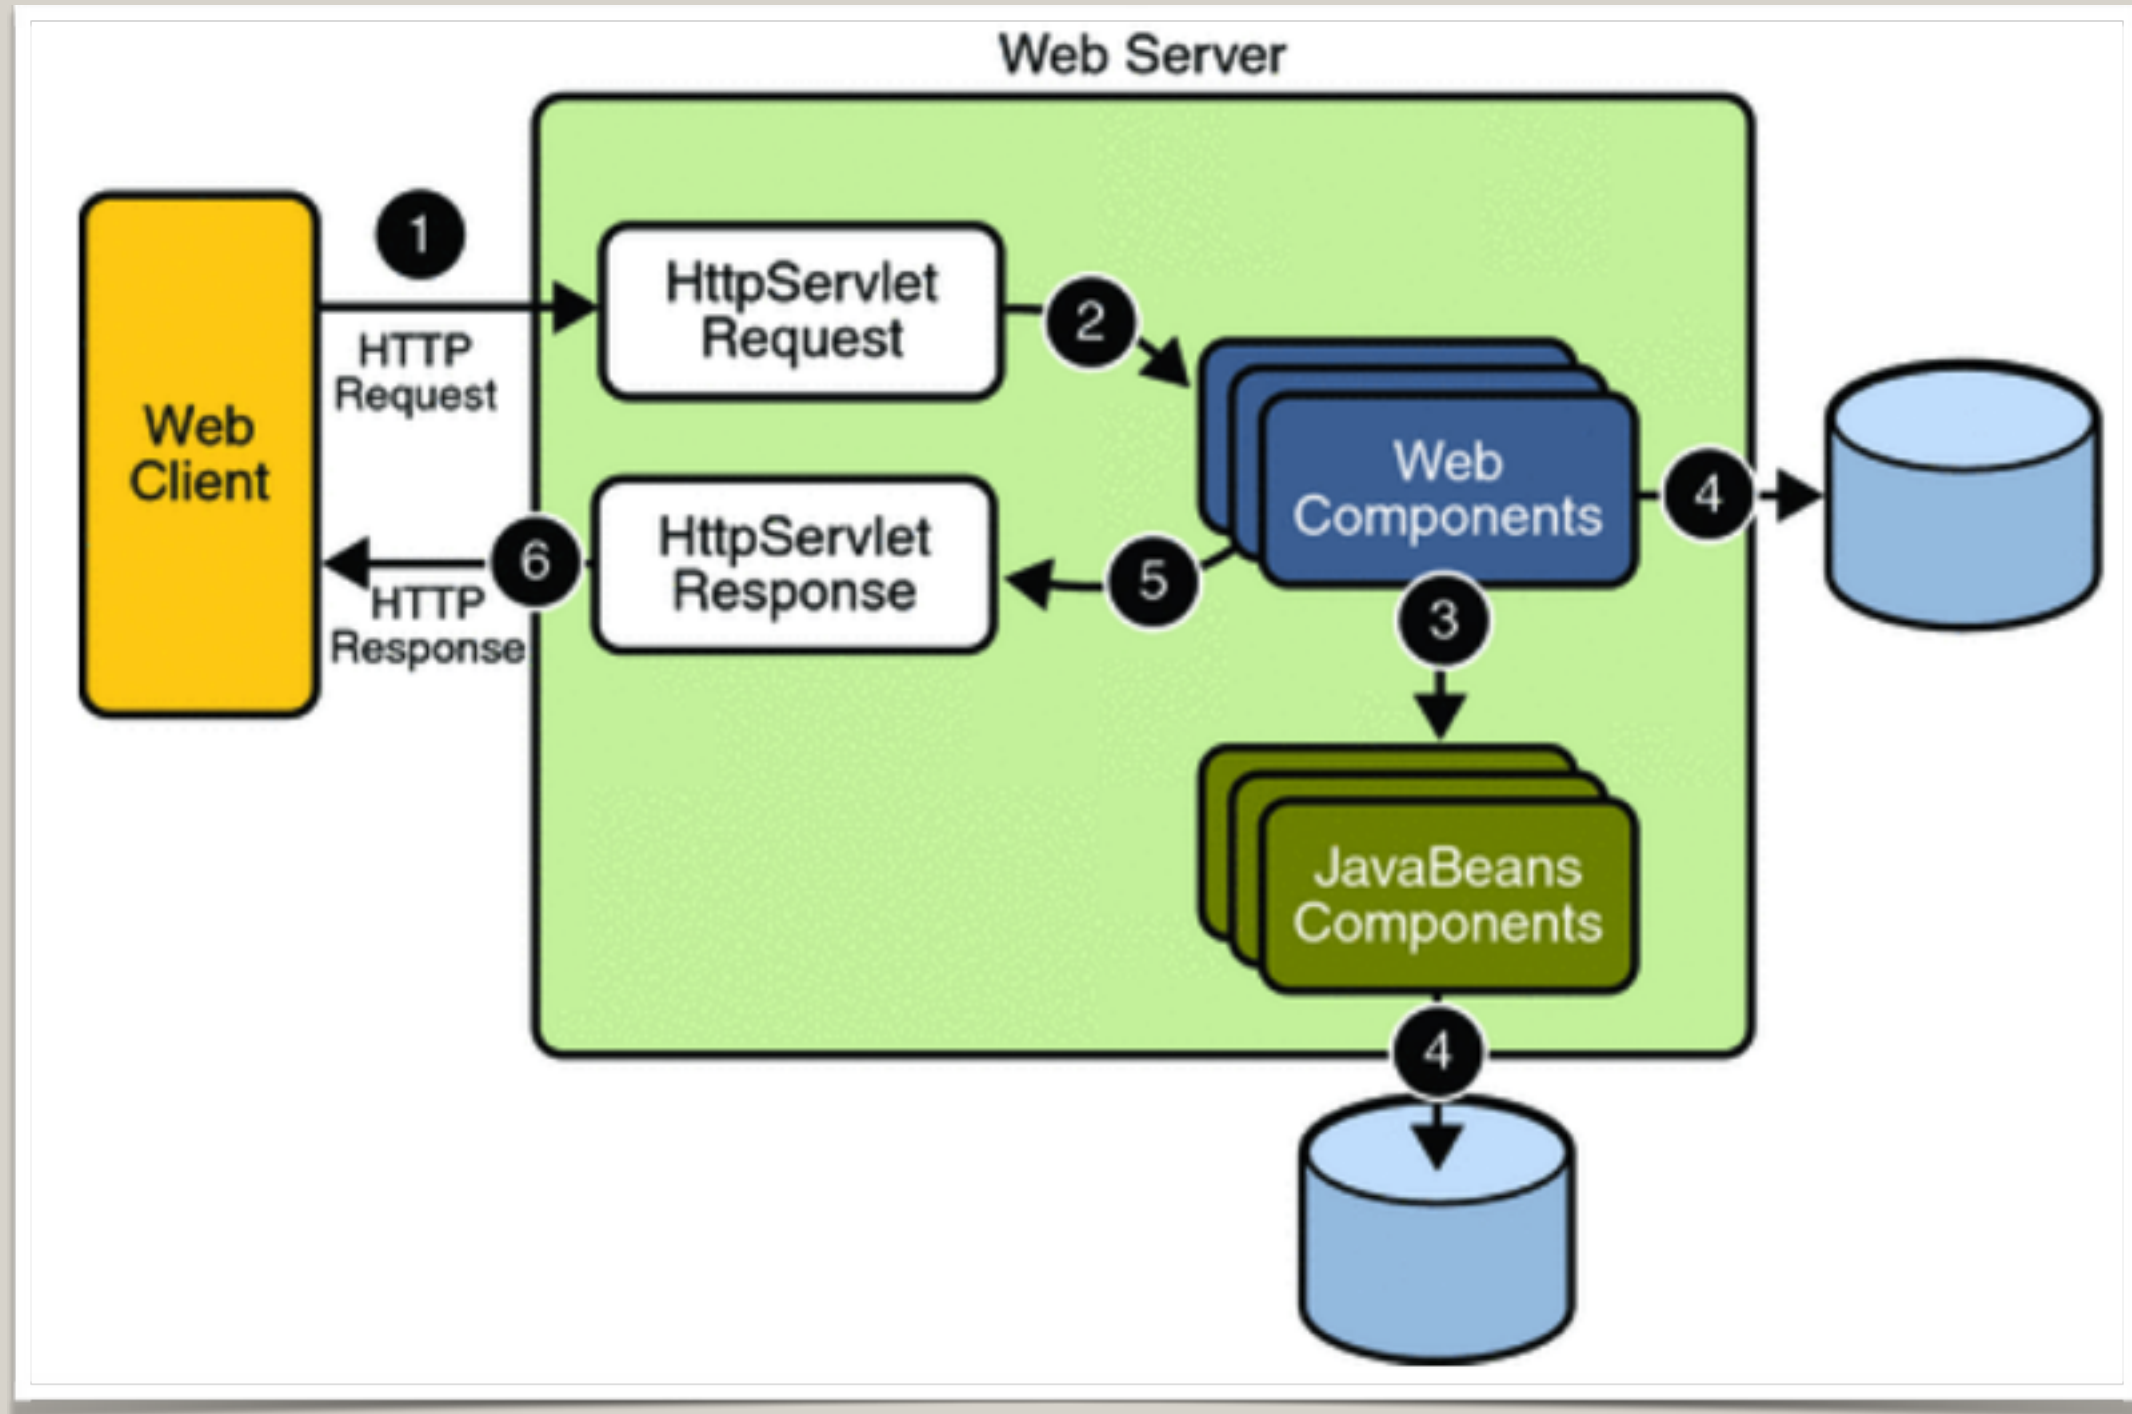 Web Server
1
HTTP
Request
Web
Client
HttpServlet
Request
2
Web
Components
4
HttpServlet
Response
5
6
HTTP
Response
3
JavaBeans
Components
4